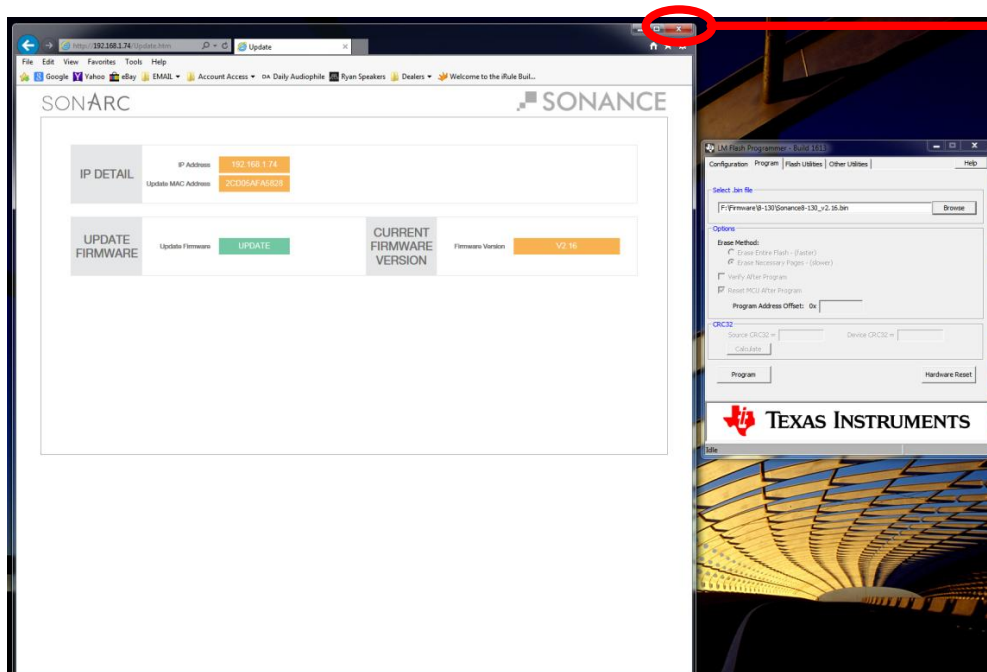 http://192.168.1.74/Update.htm
Update
File Edit View Favorites Tools Help
Google Yahoo eBay EMAIL Account Access DA Daily Audiophile Ryan Speakers Dealers Welcome to the iRule Buil...
SONARC
SONANCE
IP DETAIL
IP Address 192.168.1.74
Update MAC Address 2CD05AFA5828
UPDATE FIRMWARE
Update Firmware UPDATE
CURRENT FIRMWARE VERSION
Firmware Version V2.16
LM Flash Programmer - Build 1613
Configuration Program Flash Utilities Other Utilities Help
Select .bin file
F:\Firmware\8-130\Sonance8-130_v2.16.bin Browse
Options
Erase Method:
Erase Entire Flash - (faster)
Erase Necessary Pages - (slower)
Verify After Program
Reset MCU After Program
Program Address Offset: 0x
CRC32
Source CRC32 = Device CRC32 =
Calculate
Program Hardware Reset
TEXAS INSTRUMENTS
Idle